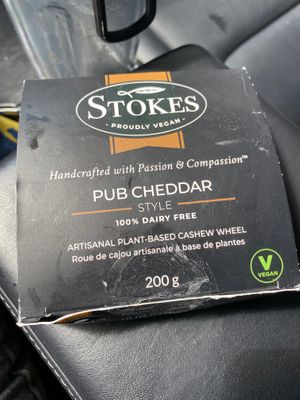 STOKES
PROUDLY VEGAN
Handcrafted with Passion & Compassion™
PUB CHEDDAR
STYLE
100% DAIRY FREE
ARTISANAL PLANT-BASED CASHEW WHEEL
Roue de cajou artisanale à base de plantes
V
VEGAN
200 g